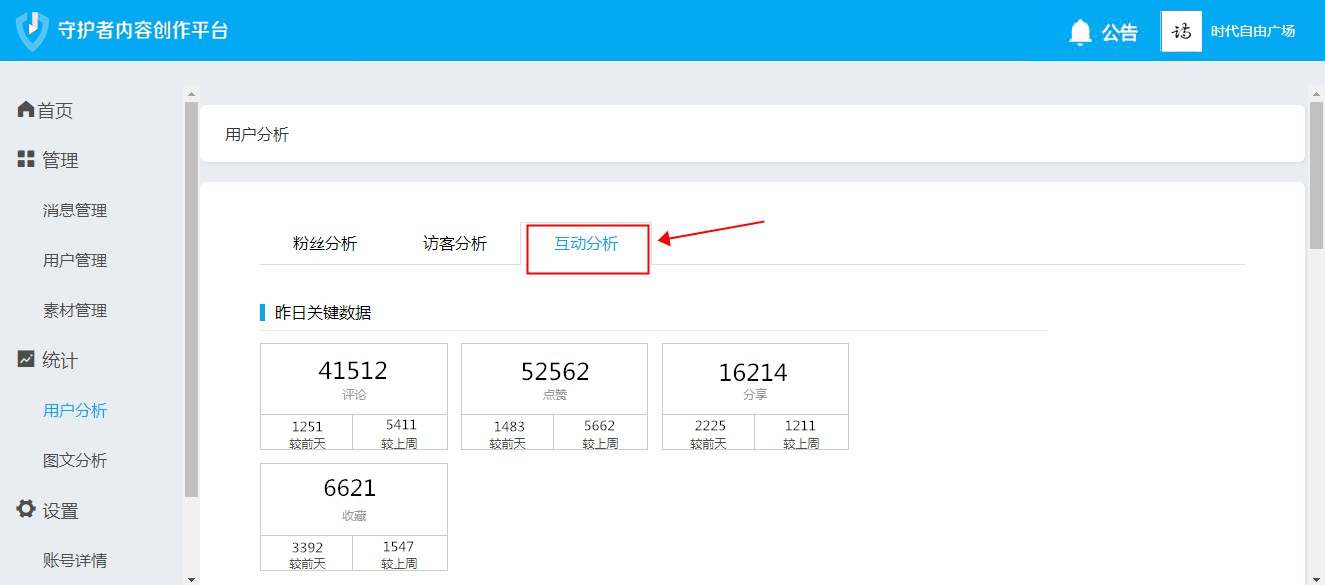 守护者内容创作平台
公告
时代自由广场
首页
管理
消息管理
用户管理
素材管理
统计
用户分析
图文分析
设置
账号详情
用户分析
粉丝分析 访客分析 互动分析
昨日关键数据
41512
评论
1251 5411
较前天 较上周
52562
点赞
1483 5662
较前天 较上周
16214
分享
2225 1211
较前天 较上周
6621
收藏
3392 1547
较前天 较上周